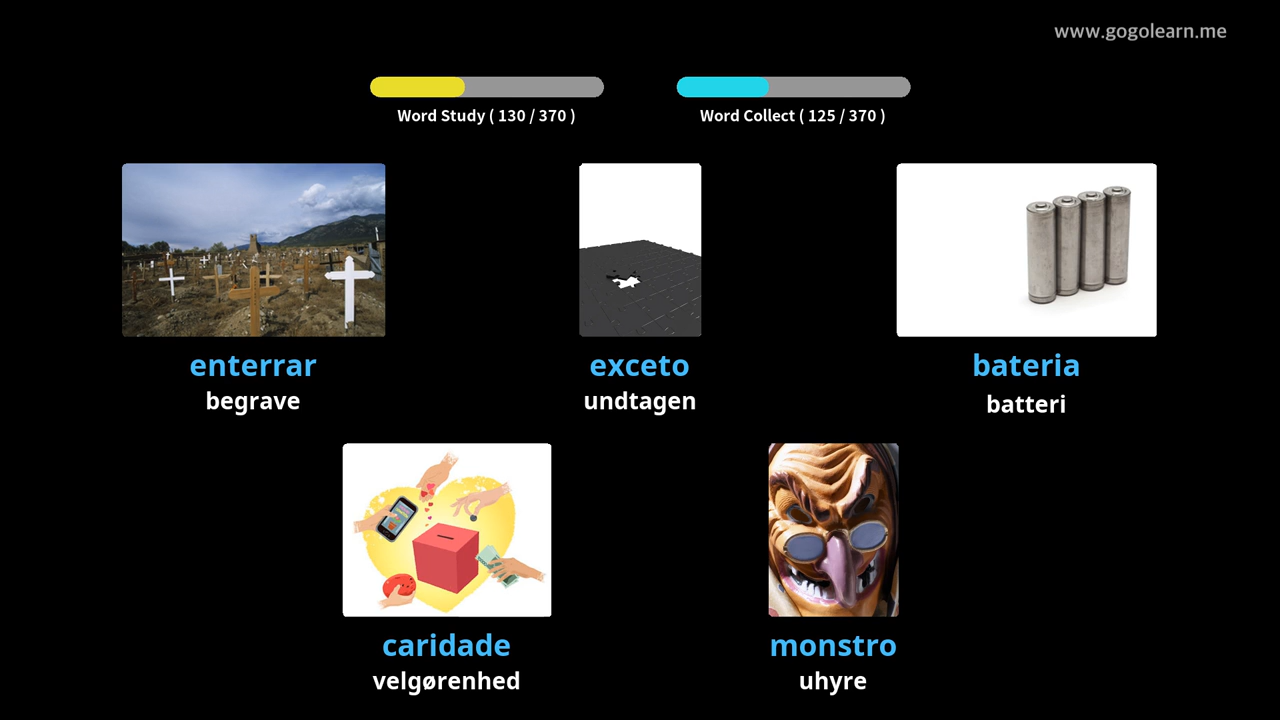 www.gogolearn.me
Word Study ( 130 / 370 )
Word Collect ( 125 / 370 )
enterrar
begrave
exceto
undtagen
bateria
batteri
caridade
velgørenhed
monstro
uhyre